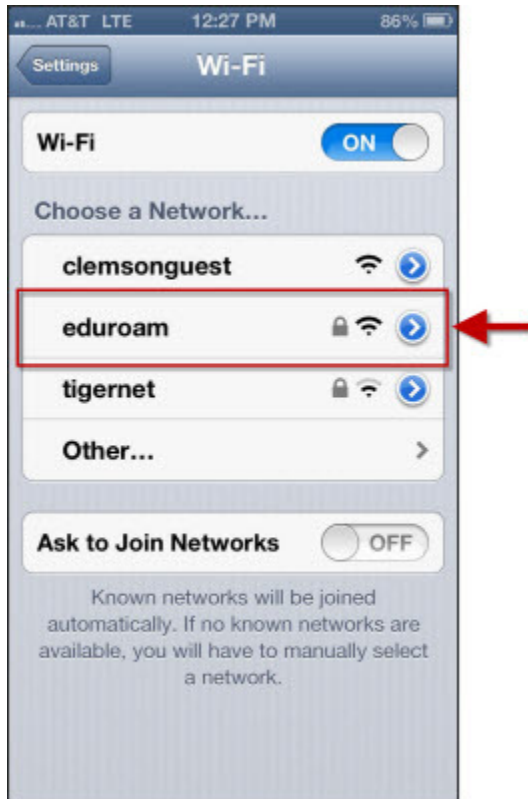 AT&T LTE 12:27 PM 86%
Settings Wi-Fi
Wi-Fi ON
Choose a Network...
clemsonguest
eduroam
tigernet
Other...
Ask to Join Networks OFF
Known networks will be joined
automatically. If no known networks are
available, you will have to manually select
a network.